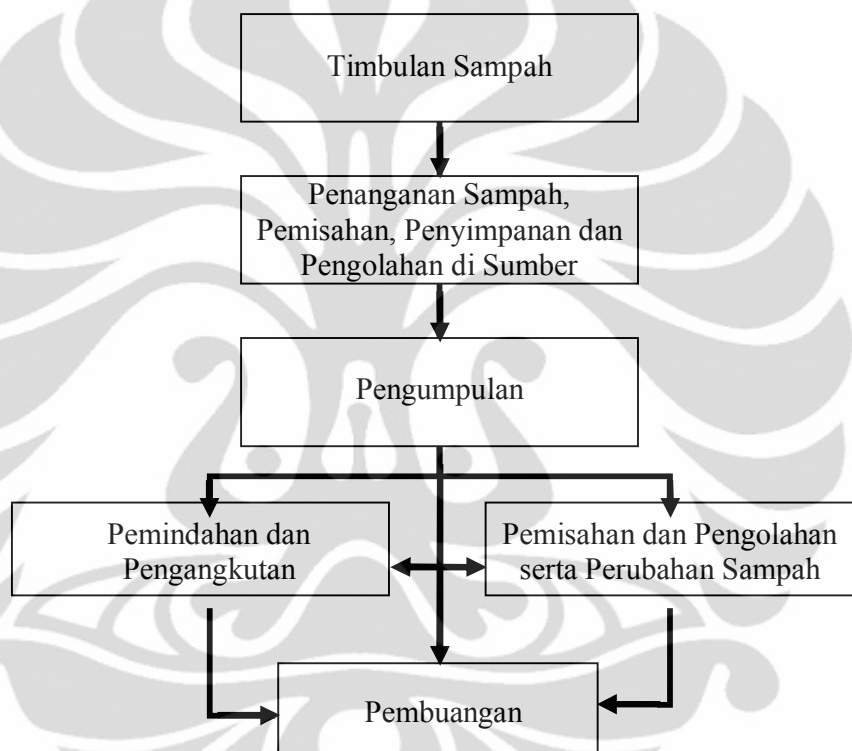 Timbulan Sampah
Penanganan Sampah,
Pemisahan, Penyimpanan dan
Pengolahan di Sumber
Pengumpulan
Pemindahan dan
Pengangkutan
Pemisahan dan Pengolahan
serta Perubahan Sampah
Pembuangan